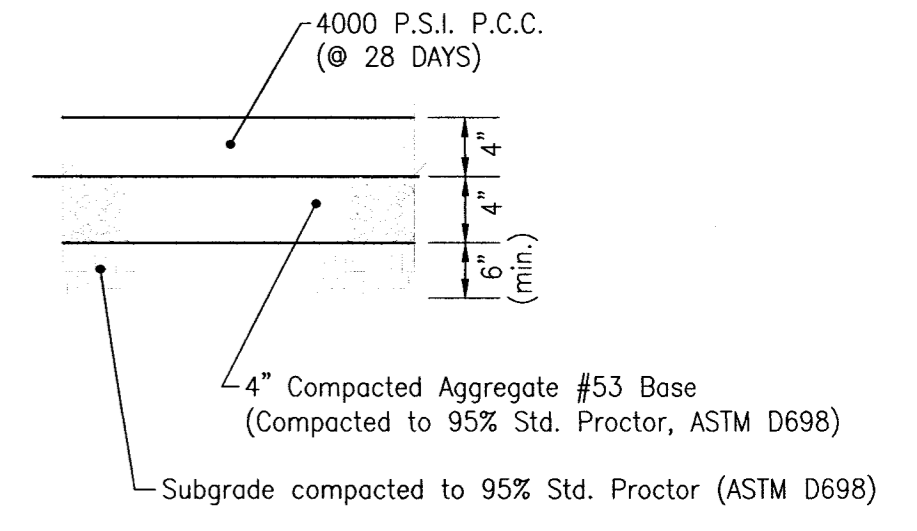 4000 P.S.I. P.C.C.
(@ 28 DAYS)
4"
4"
6"
(min.)
4" Compacted Aggregate #53 Base
(Compacted to 95% Std. Proctor, ASTM D698)
Subgrade compacted to 95% Std. Proctor (ASTM D698)